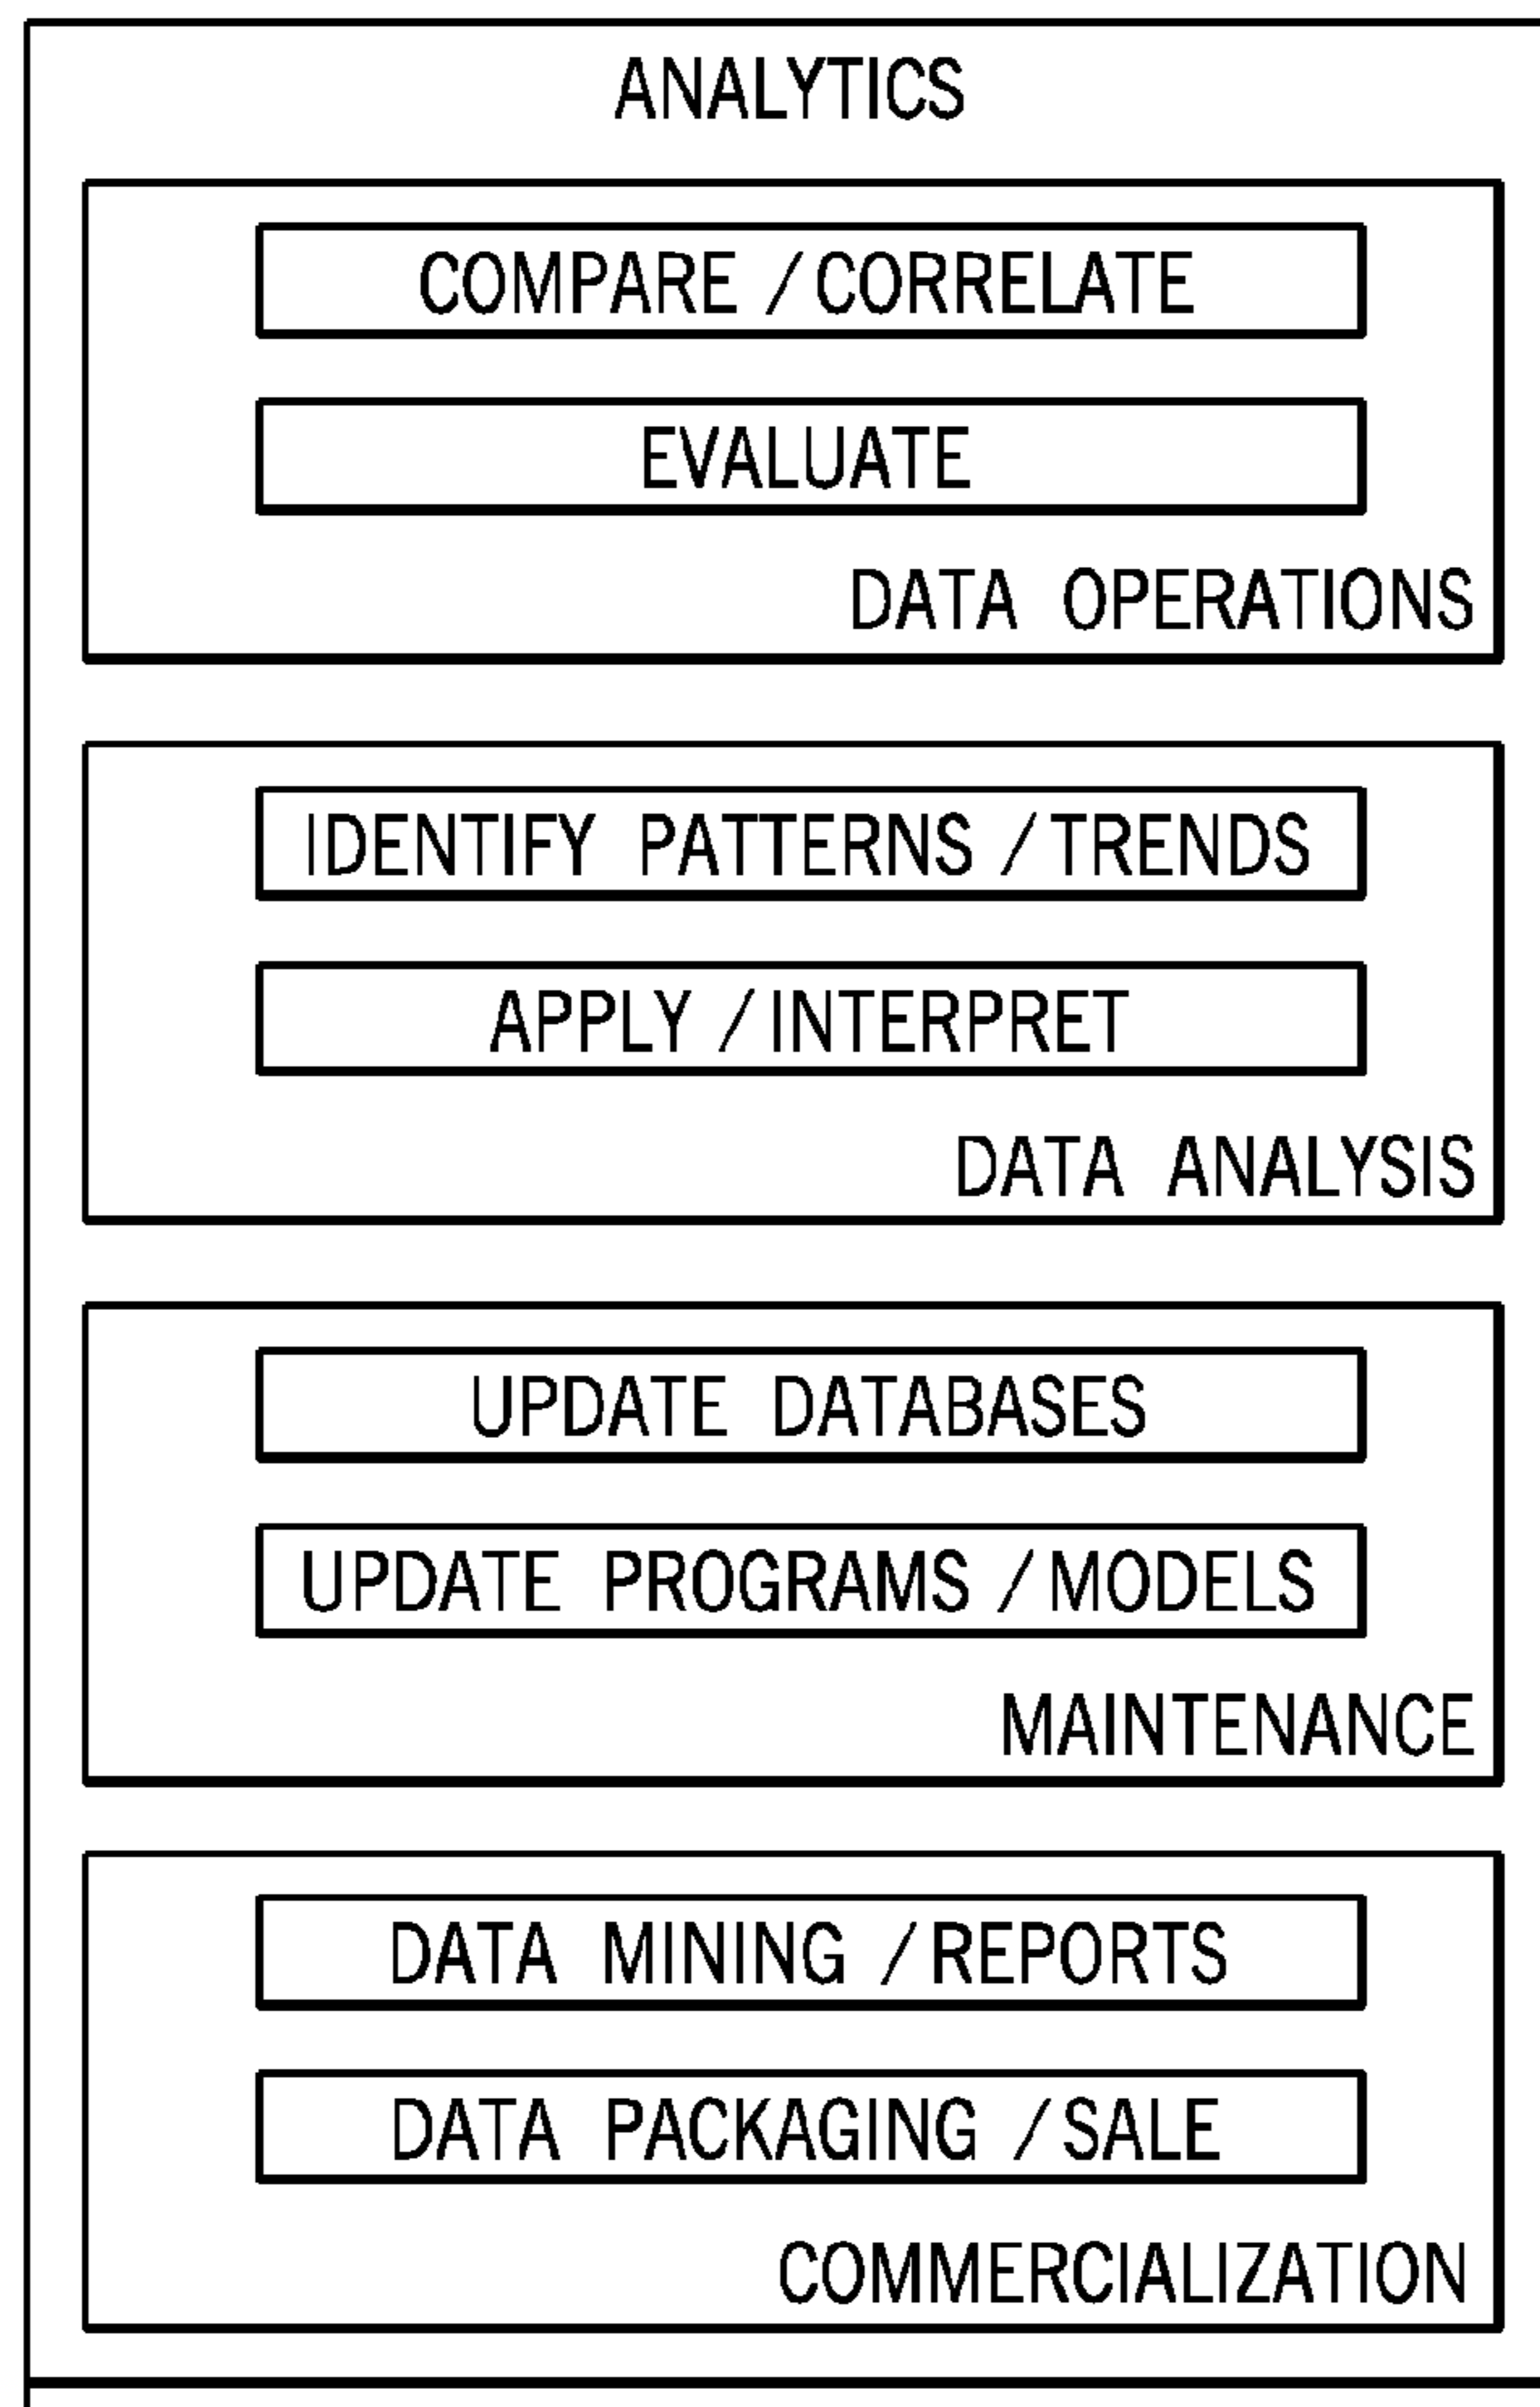 ANALYTICS
COMPARE / CORRELATE
EVALUATE
DATA OPERATIONS
IDENTIFY PATTERNS / TRENDS
APPLY / INTERPRET
DATA ANALYSIS
UPDATE DATABASES
UPDATE PROGRAMS / MODELS
MAINTENANCE
DATA MINING / REPORTS
DATA PACKAGING / SALE
COMMERCIALIZATION